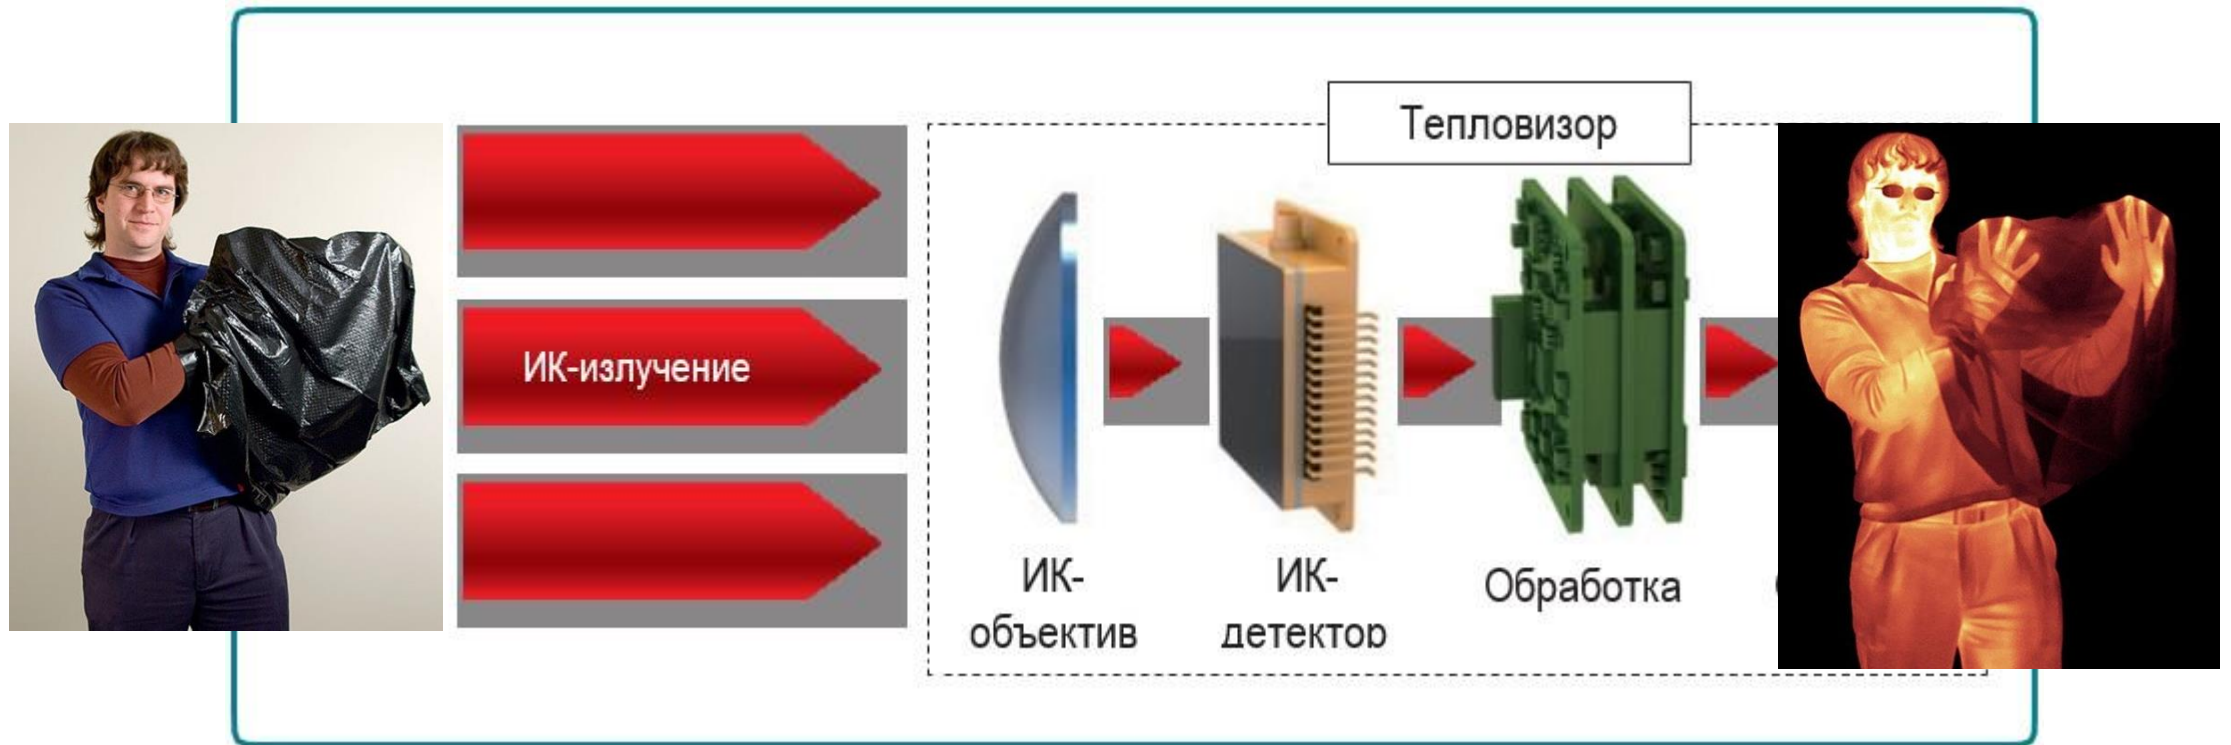 Тепловизор
ИК-излучение
ИК-
объектив
ИК-
детектор
Обработка